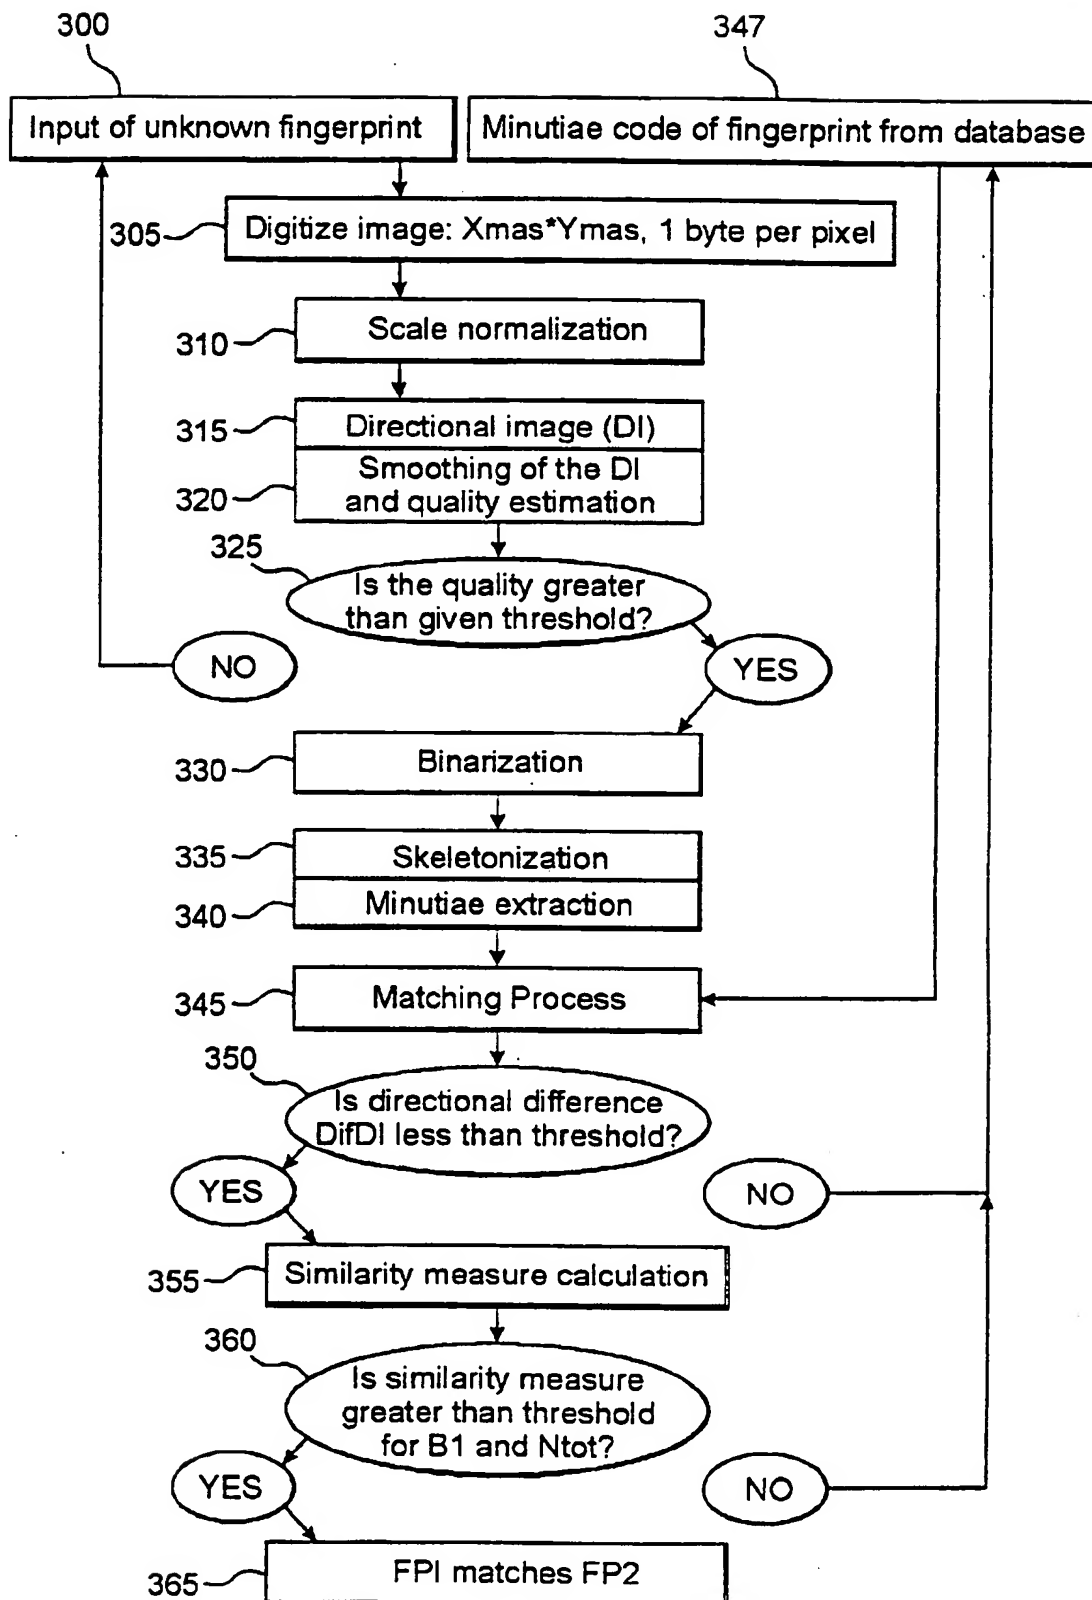 300
347
Input of unknown fingerprint
Minutiae code of fingerprint from database
305
Digitize image: Xmas*Ymas, 1 byte per pixel
310
Scale normalization
315
Directional image (DI)
320
Smoothing of the DI
and quality estimation
325
Is the quality greater
than given threshold?
NO
YES
330
Binarization
335
Skeletonization
340
Minutiae extraction
345
Matching Process
350
Is directional difference
DifDI less than threshold?
YES
NO
355
Similarity measure calculation
360
Is similarity measure
greater than threshold
for B1 and Ntot?
YES
NO
365
FPI matches FP2